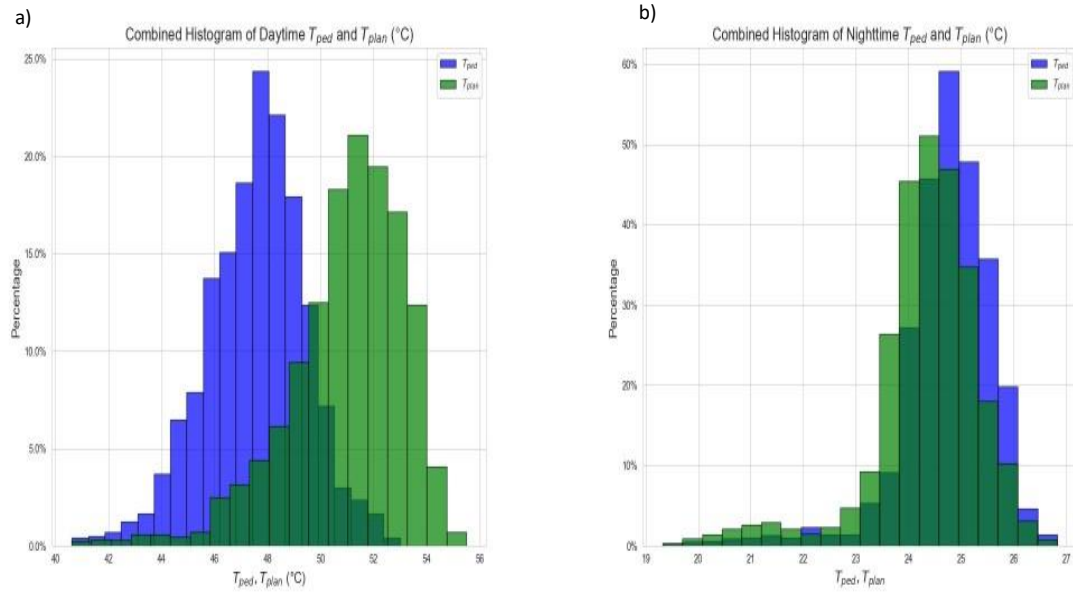 a)
Combined Histogram of Daytime T_ped and T_plan (°C)
25.0%
20.0%
15.0%
10.0%
5.0%
0.0%
Percentage
T_ped
T_plan
40 42 44 46 48 50 52 54 56
T_ped, T_plan (°C)
b)
Combined Histogram of Nighttime T_ped and T_plan (°C)
60%
50%
40%
30%
20%
10%
0%
Percentage
T_ped
T_plan
19 20 21 22 23 24 25 26 27
T_ped, T_plan